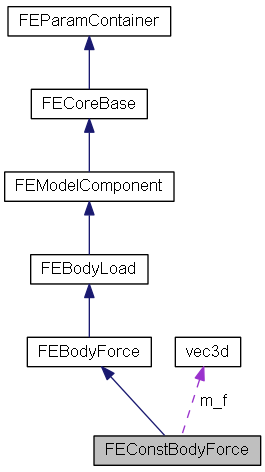 FEParamContainer
FECoreBase
FEModelComponent
FEBodyLoad
FEBodyForce
vec3d
m_f
FEConstBodyForce